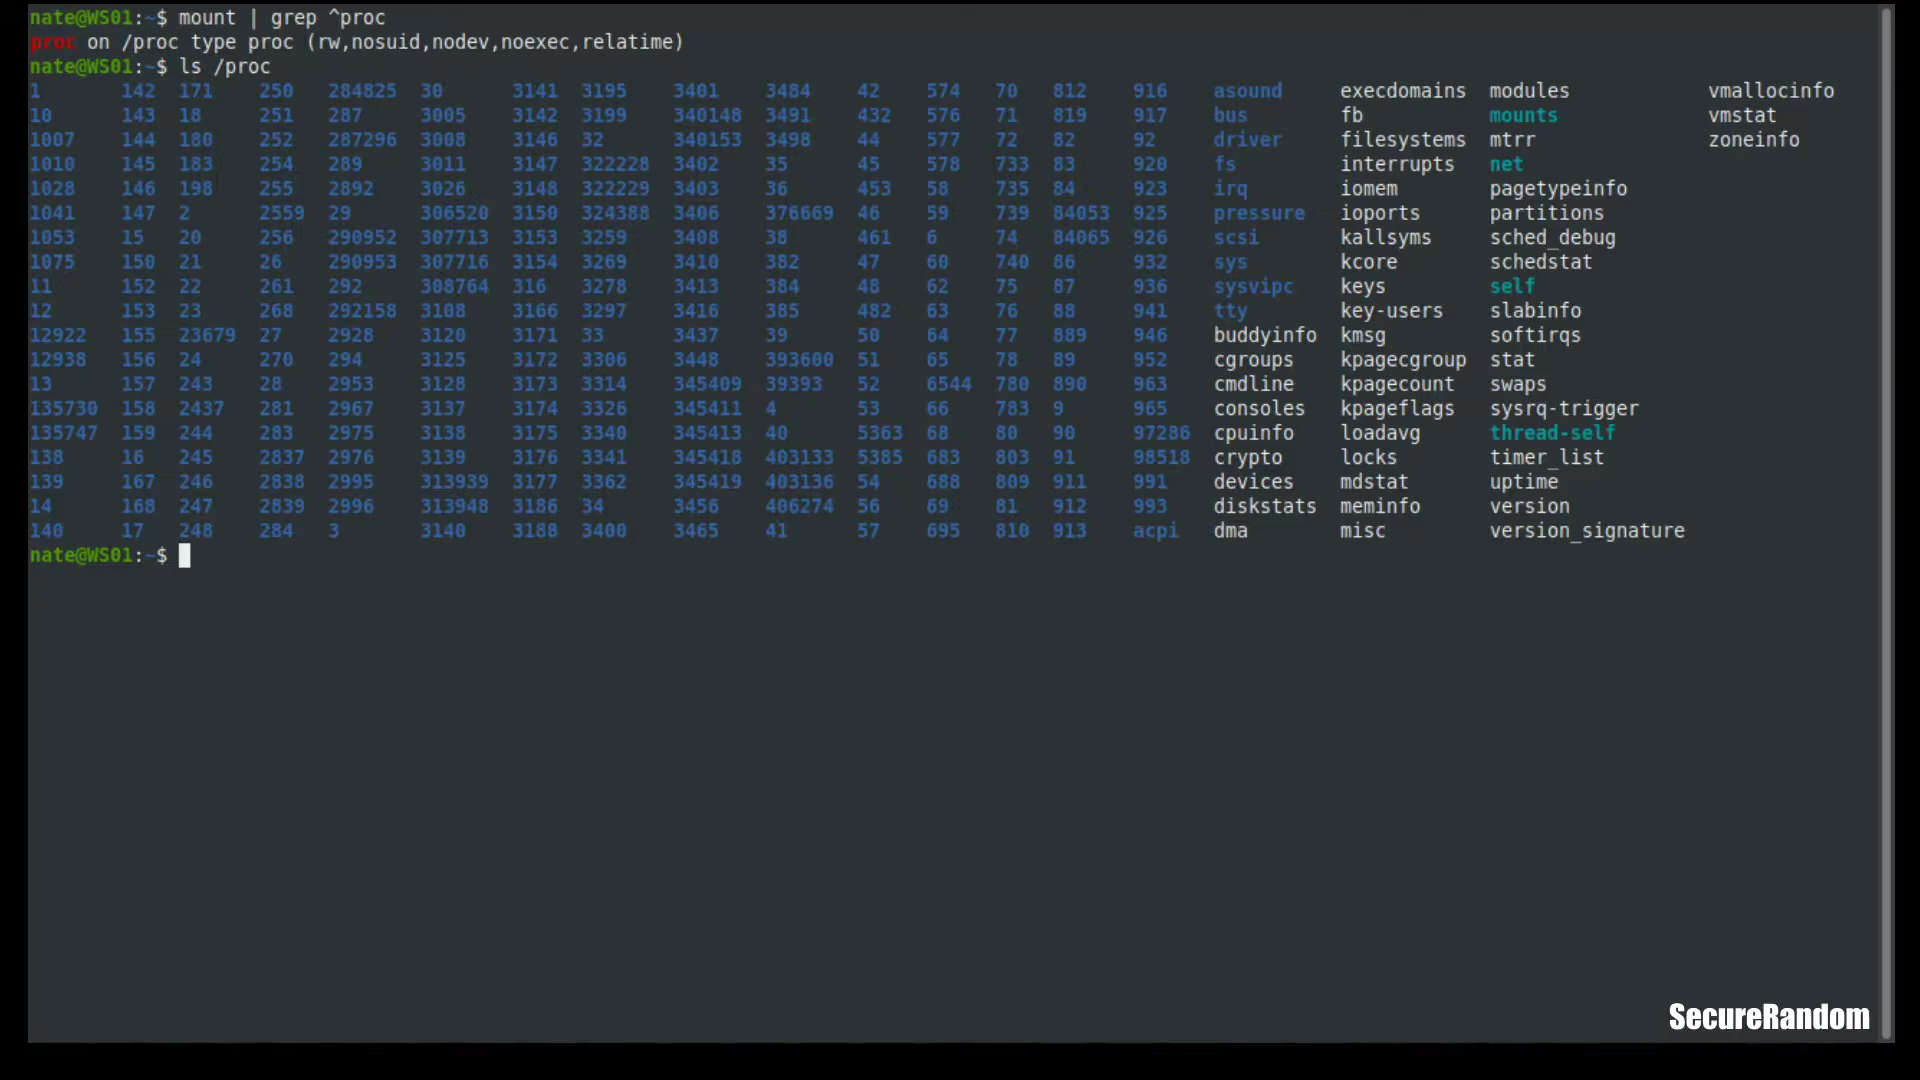 nate@WS01:~$ mount | grep ^proc
proc on /proc type proc (rw,nosuid,nodev,noexec,relatime)
nate@WS01:~$ ls /proc
1 142 171 250 284825 30 3141 3195 3401 3484 42 574 70 812 916 asound execdomains modules vmallocinfo
10 143 18 251 287 3005 3142 3199 340148 3491 432 576 71 819 917 bus fb mounts vmstat
1007 144 180 252 287296 3008 3146 32 340153 3498 44 577 72 82 92 driver filesystems mtrr zoneinfo
1010 145 183 254 289 3011 3147 322228 3402 35 45 578 733 83 920 fs interrupts net
1028 146 198 255 2892 3026 3148 322229 3403 36 453 58 735 84 923 irq iomem pagetypeinfo
1041 147 2 2559 29 306520 3150 324388 3406 376669 46 59 739 84053 925 pressure ioports partitions
1053 15 20 256 290952 307713 3153 3259 3408 38 461 6 74 84065 926 scsi kallsyms sched_debug
1075 150 21 26 290953 307716 3154 3269 3410 382 47 60 740 86 932 sys kcore schedstat
11 152 22 261 292 308764 316 3278 3413 384 48 62 75 87 936 sysvipc keys self
12 153 23 268 292158 3108 3166 3297 3416 385 482 63 76 88 941 tty key-users slabinfo
12922 155 23679 27 2928 3120 3171 33 3437 39 50 64 77 889 946 buddyinfo kmsg softirqs
12938 156 24 270 294 3125 3172 3306 3448 393600 51 65 78 89 952 cgroups kpagecgroup stat
13 157 243 28 2953 3128 3173 3314 345409 39393 52 6544 780 890 963 cmdline kpagecount swaps
135730 158 2437 281 2967 3137 3174 3326 345411 4 53 66 783 9 965 consoles kpageflags sysrq-trigger
135747 159 244 283 2975 3138 3175 3340 345413 40 5363 68 80 90 97286 cpuinfo loadavg thread-self
138 16 245 2837 2976 3139 3176 3341 345418 403133 5385 683 803 91 98518 crypto locks timer_list
139 167 246 2838 2995 313939 3177 3362 345419 403136 54 688 809 911 991 devices mdstat uptime
14 168 247 2839 2996 313948 3186 34 3456 406274 56 69 81 912 993 diskstats meminfo version
140 17 248 284 3 3140 3188 3400 3465 41 57 695 810 913 acpi dma misc version_signature
nate@WS01:~$
SecureRandom